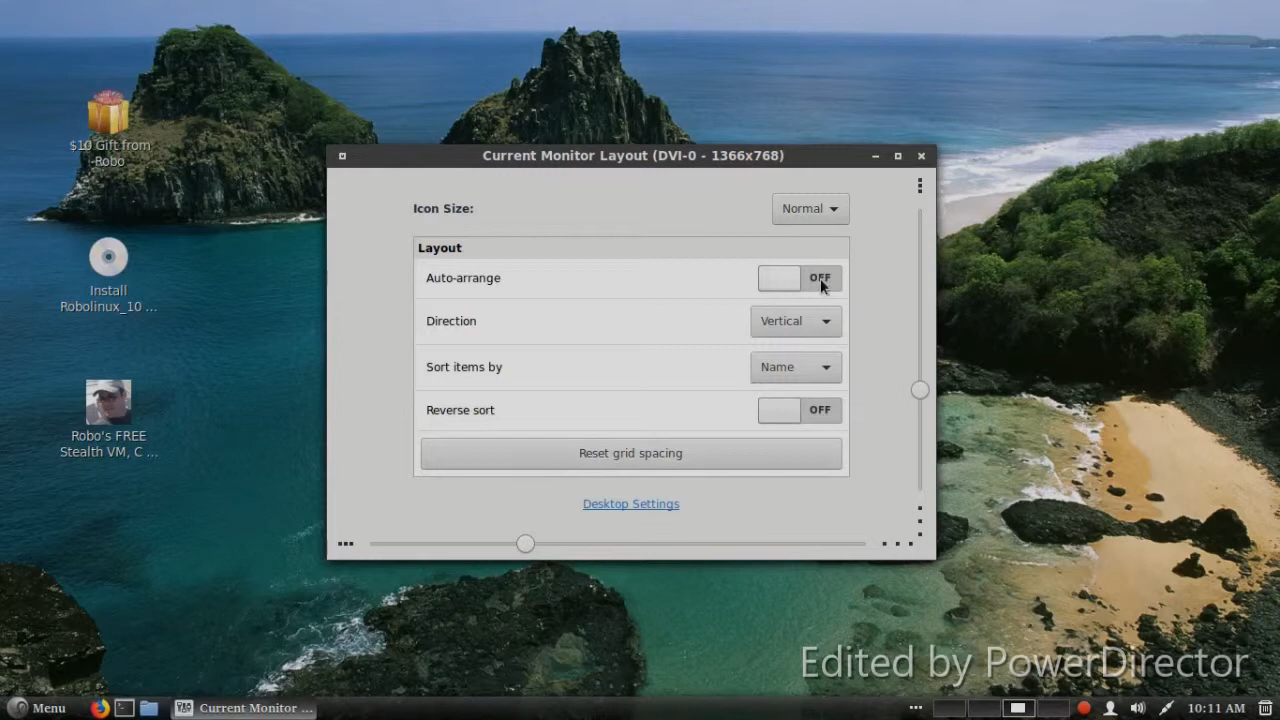 $10 Gift from
Robo
Install
Robolinux_10 ...
Robo's FREE
Stealth VM, C ...
Current Monitor Layout (DVI-0 - 1366x768)
Icon Size:
Normal
Layout
Auto-arrange
OFF
Direction
Vertical
Sort items by
Name
Reverse sort
OFF
Reset grid spacing
Desktop Settings
Edited by PowerDirector
Menu
Current Monitor ...
10:11 AM